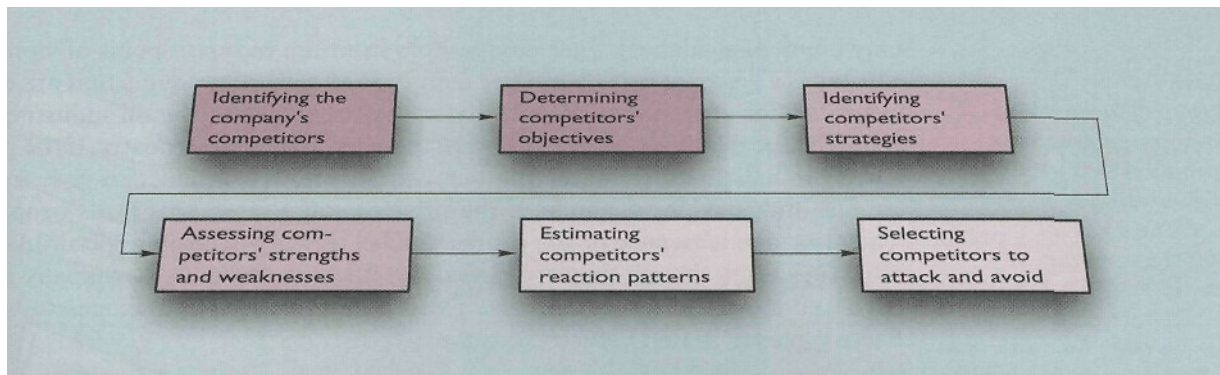 Identifying the
company's
competitors
Determining
competitors'
objectives
Identifying
competitors'
strategies
Assessing com-
petitors' strengths
and weaknesses
Estimating
competitors'
reaction patterns
Selecting
competitors to
attack and avoid